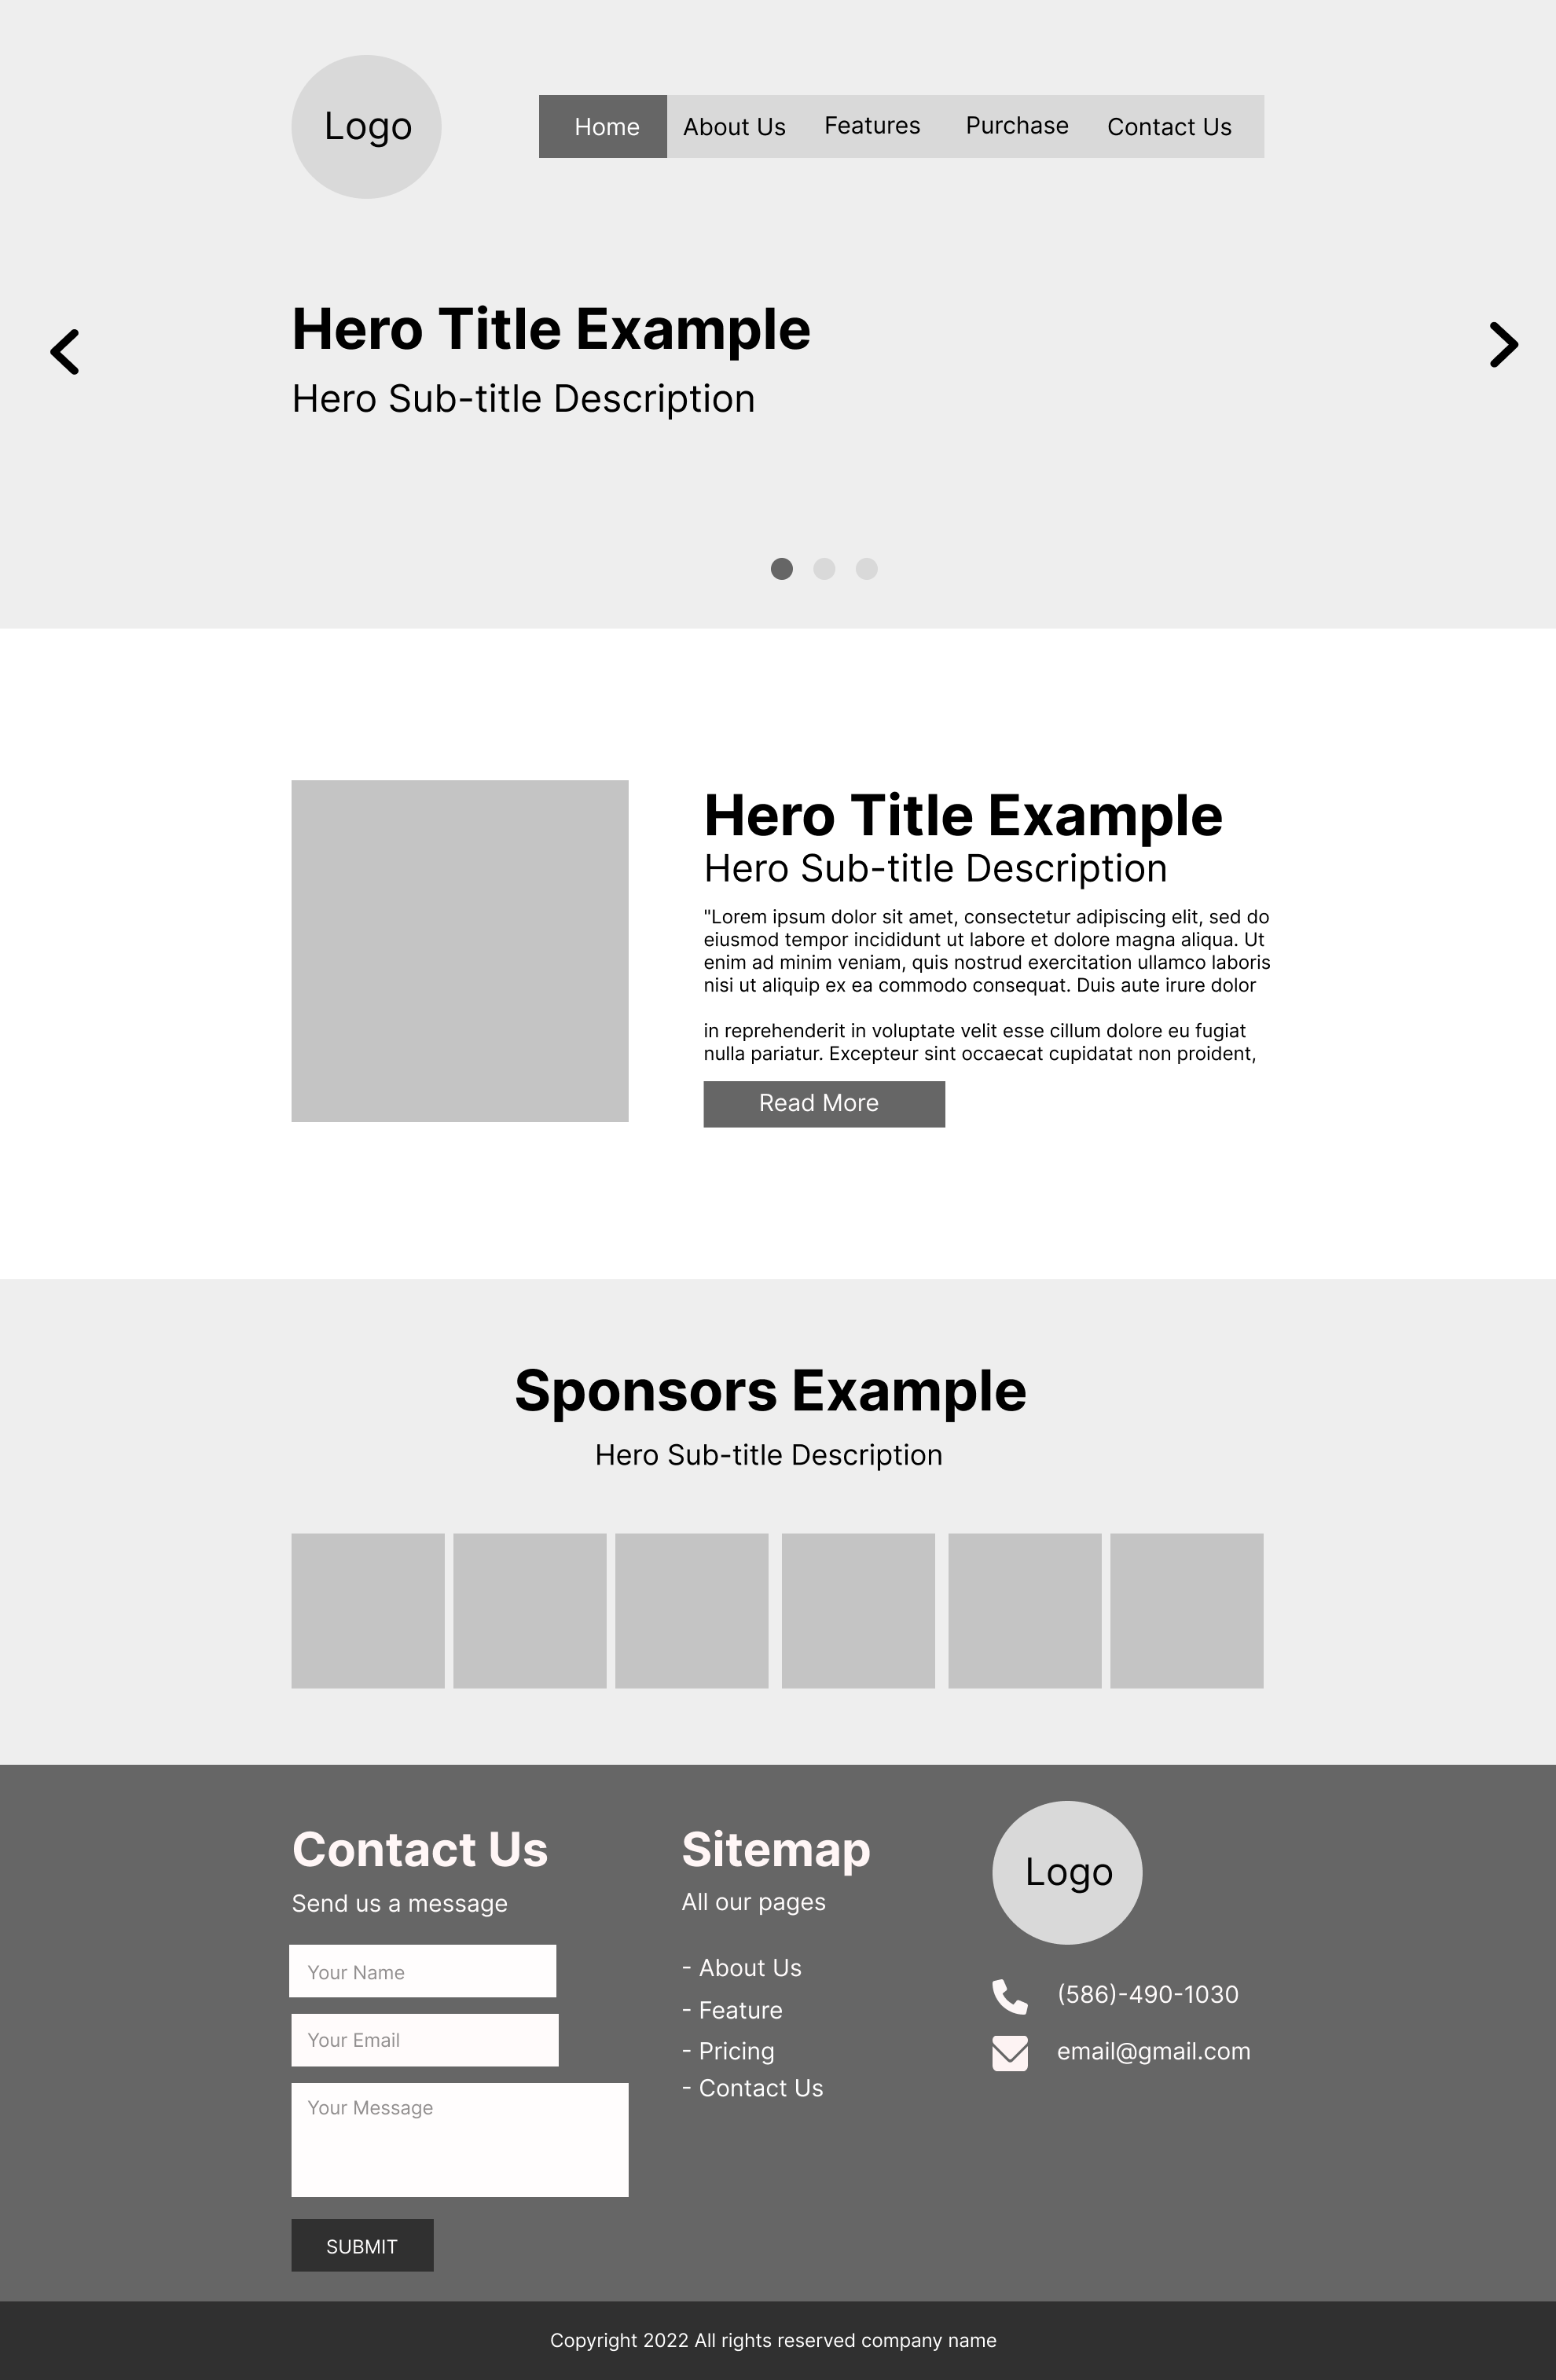 Logo
Home
About Us
Features
Purchase
Contact Us
Hero Title Example
Hero Sub-title Description
Hero Title Example
Hero Sub-title Description
"Lorem ipsum dolor sit amet, consectetur adipiscing elit, sed do
eiusmod tempor incididunt ut labore et dolore magna aliqua. Ut
enim ad minim veniam, quis nostrud exercitation ullamco laboris
nisi ut aliquip ex ea commodo consequat. Duis aute irure dolor
in reprehenderit in voluptate velit esse cillum dolore eu fugiat
nulla pariatur. Excepteur sint occaecat cupidatat non proident,
Read More
Sponsors Example
Hero Sub-title Description
Contact Us
Send us a message
Your Name
Your Email
Your Message
SUBMIT
Sitemap
All our pages
- About Us
- Feature
- Pricing
- Contact Us
Logo
(586)-490-1030
email@gmail.com
Copyright 2022 All rights reserved company name